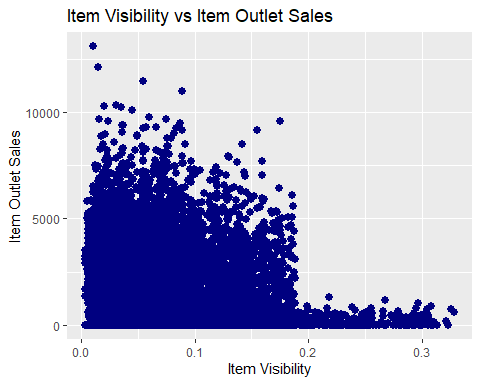 Item Visibility vs Item Outlet Sales
Item Outlet Sales
10000
5000
0
0.0 0.1 0.2 0.3
Item Visibility